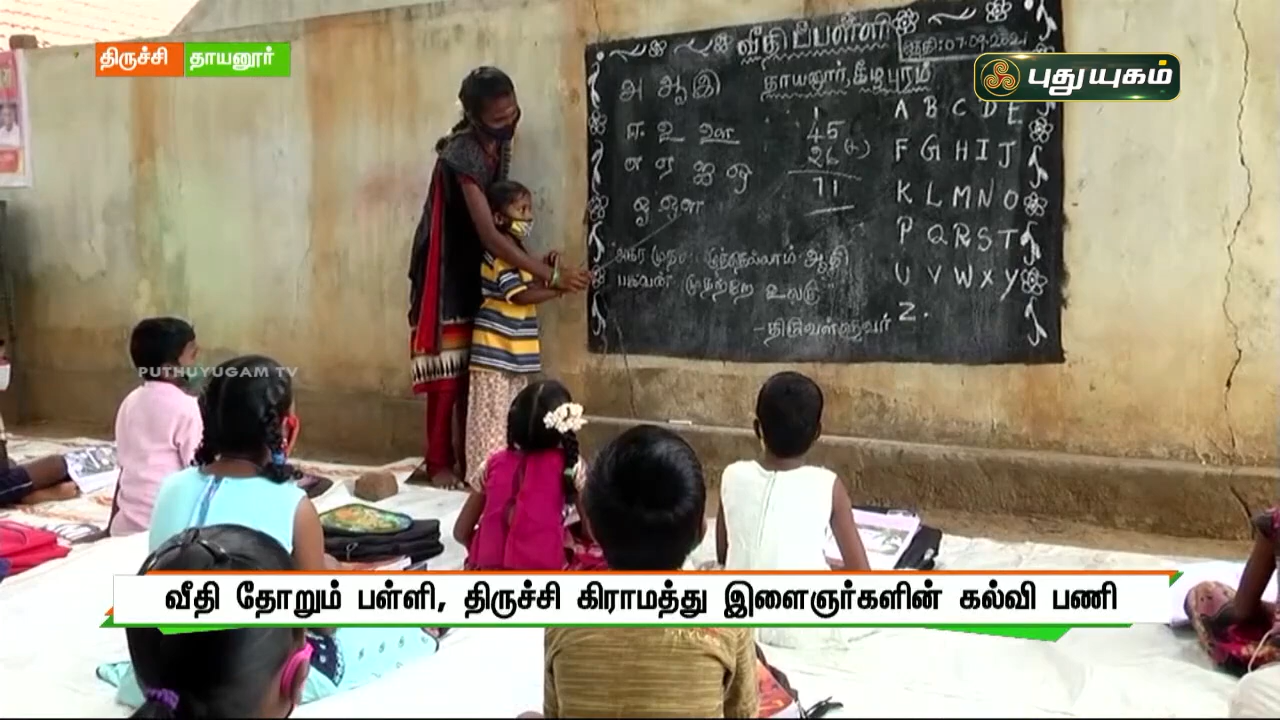 திருச்சி தாயனூர்
புதுயுகம்
வீதி பள்ளி
தாயனூர், கீழபுரம்
அ ஆ இ
ஈ உ ஊ
எ ஏ ஐ ஒ
ஓ ஔ
1
45
26 (+)
71
A B C D E
F G H I J
K L M N O
P Q R S T
U V W X Y
Z.
அகர முதல ஆதி
பகவன் முதற்றே உலகு
- திருவள்ளுவர்
PUTHUYUGAM TV
வீதி தோறும் பள்ளி, திருச்சி கிராமத்து இளைஞர்களின் கல்வி பணி